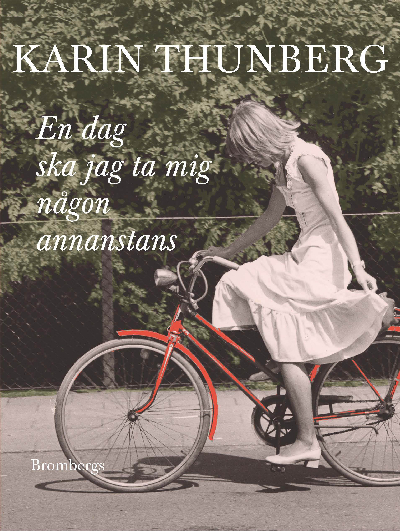 KARIN THUNBERG
En dag
ska jag ta mig
någon
annanstans
Brombergs